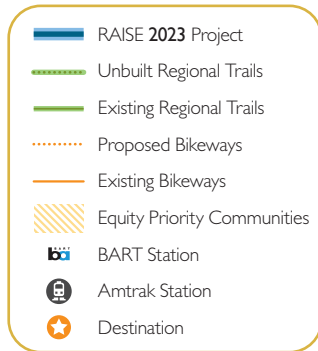 RAISE 2023 Project
Unbuilt Regional Trails
Existing Regional Trails
Proposed Bikeways
Existing Bikeways
Equity Priority Communities
BART Station
Amtrak Station
Destination